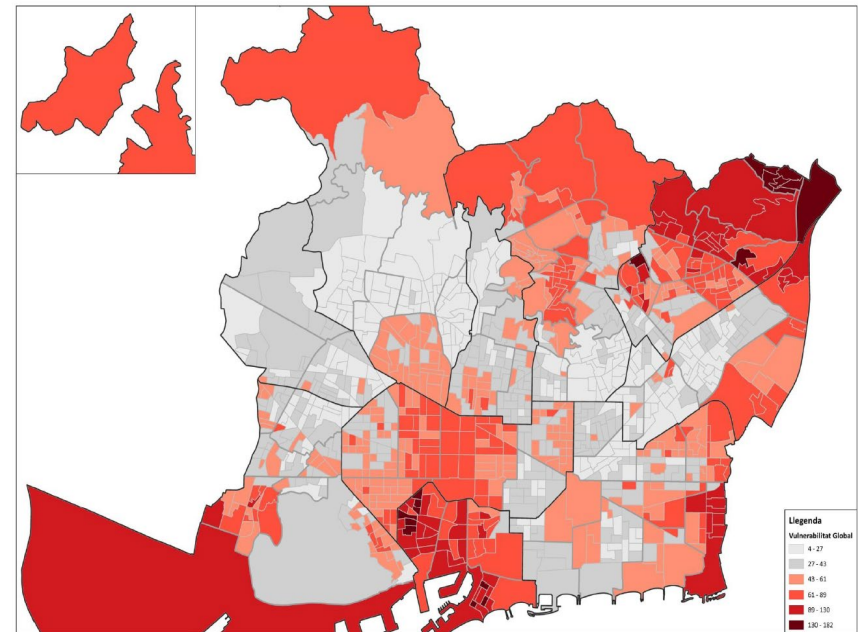 Llegenda
Vulnerabilitat Global
4 - 27
27 - 43
43 - 61
61 - 89
89 - 130
130 - 182